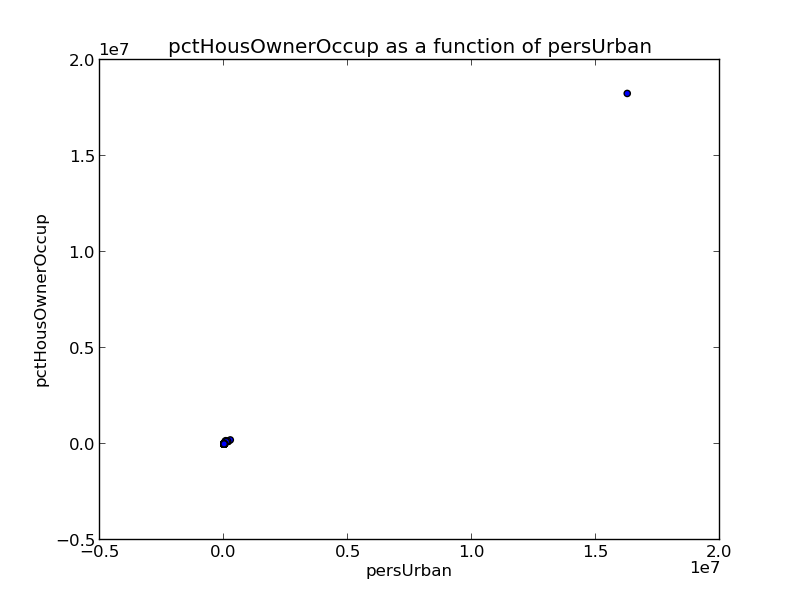 pctHousOwnerOccup as a function of persUrban
1e7
2.0
1.5
1.0
0.5
0.0
−0.5
pctHousOwnerOccup
−0.5 0.0 0.5 1.0 1.5 2.0
1e7
persUrban